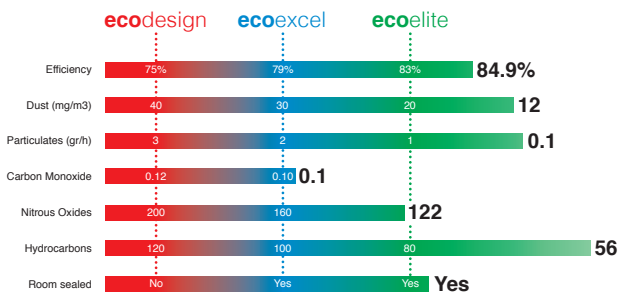 ecodesign ecoexcel ecoelite
Efficiency 75% 79% 83% 84.9%
Dust (mg/m3) 40 30 20 12
Particulates (gr/h) 3 2 1 0.1
Carbon Monoxide 0.12 0.10 0.1
Nitrous Oxides 200 160 122
Hydrocarbons 120 100 80 56
Room sealed No Yes Yes Yes